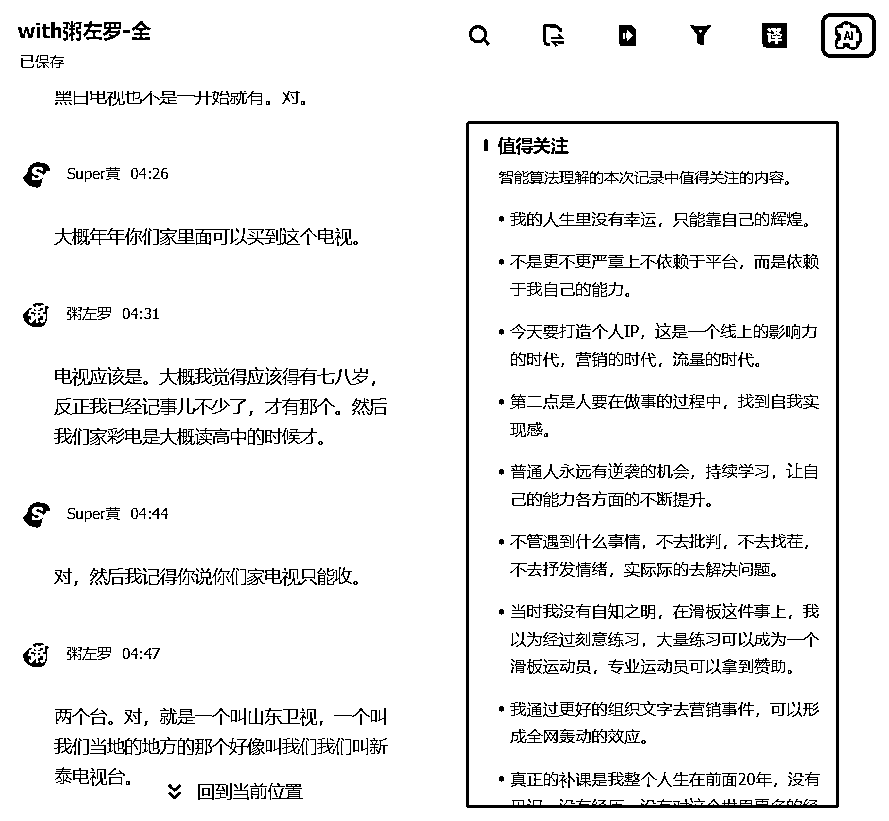 with粥左罗-全
已保存
译
AI
黑白电视也不是一开始就有。对。
Super黄 04:26
大概年年你们家里面可以买到这个电视。
粥左罗 04:31
电视应该是。大概我觉得应该得有七八岁，
反正我已经记事儿不少了，才有那个。然后
我们家彩电是大概读高中的时候才。
Super黄 04:44
对，然后我记得你说你们家电视只能收。
粥左罗 04:47
两个台。对，就是一个叫山东卫视，一个叫
我们当地的地方的那个好像叫我们我们叫新
泰电视台。
回到当前位置
值得关注
智能算法理解的本次记录中值得关注的内容。
• 我的人生里没有幸运，只能靠自己的辉煌。
• 不是更不更严重上不依赖于平台，而是依赖
于我自己的能力。
• 今天要打造个人IP，这是一个线上的影响力
的时代，营销的时代，流量的时代。
• 第二点是人要在做事的过程中，找到自我实
现感。
• 普通人永远有逆袭的机会，持续学习，让自
己的能力各方面的不断提升。
• 不管遇到什么事情，不去批判，不去找茬，
不去抒发情绪，实际际的去解决问题。
• 当时我没有自知之明，在滑板这件事上，我
以为经过刻意练习，大量练习可以成为一个
滑板运动员，专业运动员可以拿到赞助。
• 我通过更好的组织文字去营销事件，可以形
成全网轰动的效应。
• 真正的补课是我整个人生在前面20年，没有